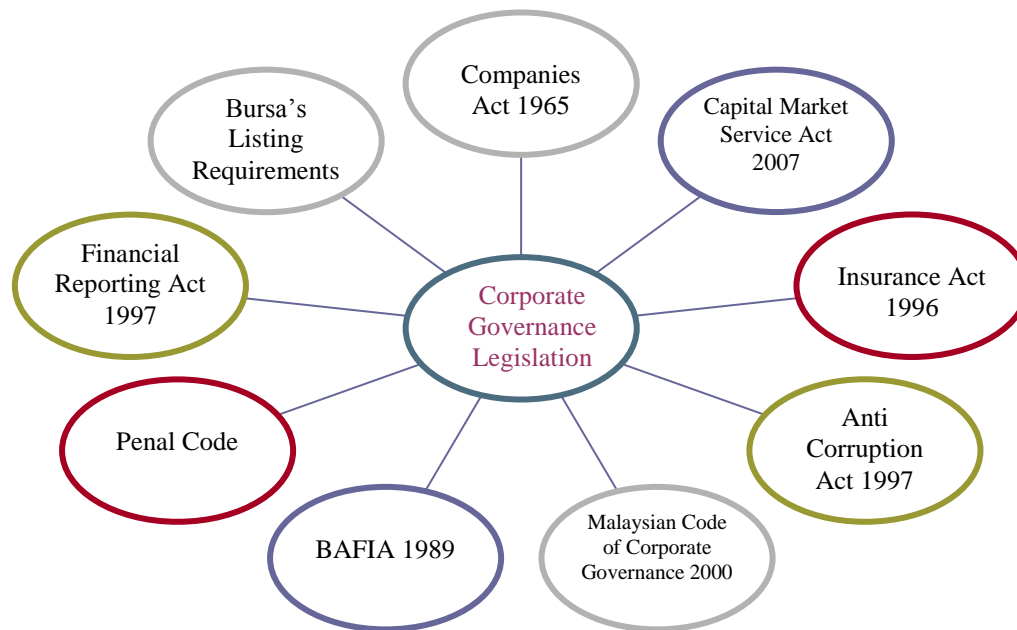 Companies
Act 1965
Capital Market
Service Act
2007
Insurance Act
1996
Anti
Corruption
Act 1997
Malaysian Code
of Corporate
Governance 2000
BAFIA 1989
Penal Code
Financial
Reporting Act
1997
Bursa’s
Listing
Requirements
Corporate
Governance
Legislation